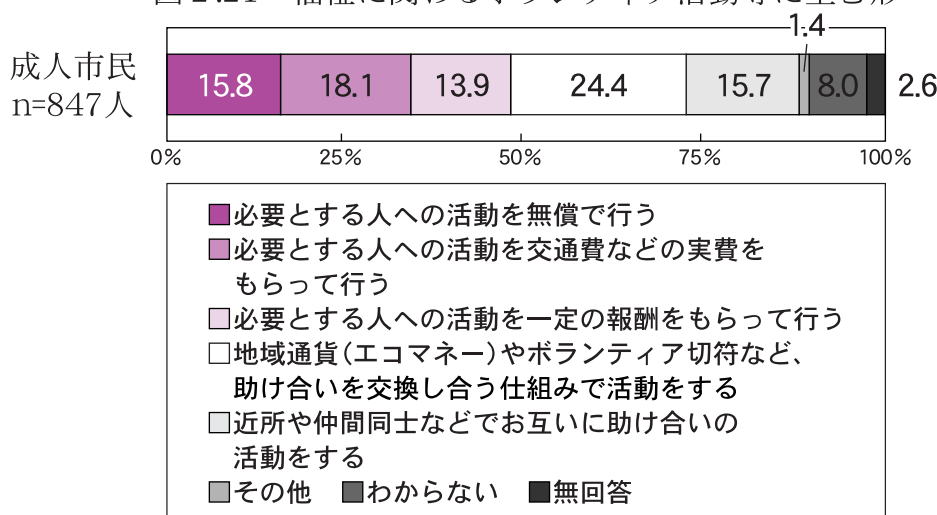 1.4
成人市民
n=847人
15.8 18.1 13.9 24.4 15.7 8.0 2.6
0% 25% 50% 75% 100%
必要とする人への活動を無償で行う
必要とする人への活動を交通費などの実費を
もらって行う
必要とする人への活動を一定の報酬をもらって行う
地域通貨(エコマネー)やボランティア切符など、
助け合いを交換し合う仕組みで活動をする
近所や仲間同士などでお互いに助け合いの
活動をする
その他 わからない 無回答